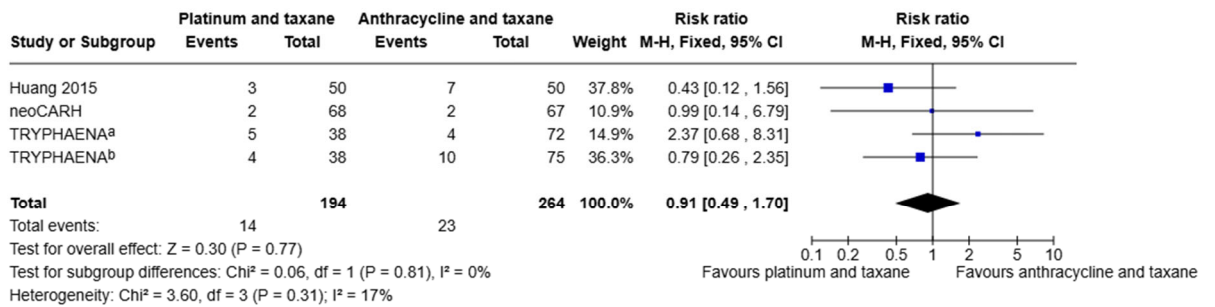 Platinum and taxane Anthracycline and taxane Risk ratio Risk ratio
Study or Subgroup Events Total Events Total Weight M-H, Fixed, 95% CI M-H, Fixed, 95% CI
Huang 2015 3 50 7 50 37.8% 0.43 [0.12 , 1.56]
neoCARH 2 68 2 67 10.9% 0.99 [0.14 , 6.79]
TRYPHAENAᵃ 5 38 4 72 14.9% 2.37 [0.68 , 8.31]
TRYPHAENAᵇ 4 38 10 75 36.3% 0.79 [0.26 , 2.35]
Total 194 264 100.0% 0.91 [0.49 , 1.70]
Total events: 14 23
Test for overall effect: Z = 0.30 (P = 0.77) 0.1 0.2 0.5 1 2 5 10
Test for subgroup differences: Chi² = 0.06, df = 1 (P = 0.81), I² = 0% Favours platinum and taxane Favours anthracycline and taxane
Heterogeneity: Chi² = 3.60, df = 3 (P = 0.31); I² = 17%